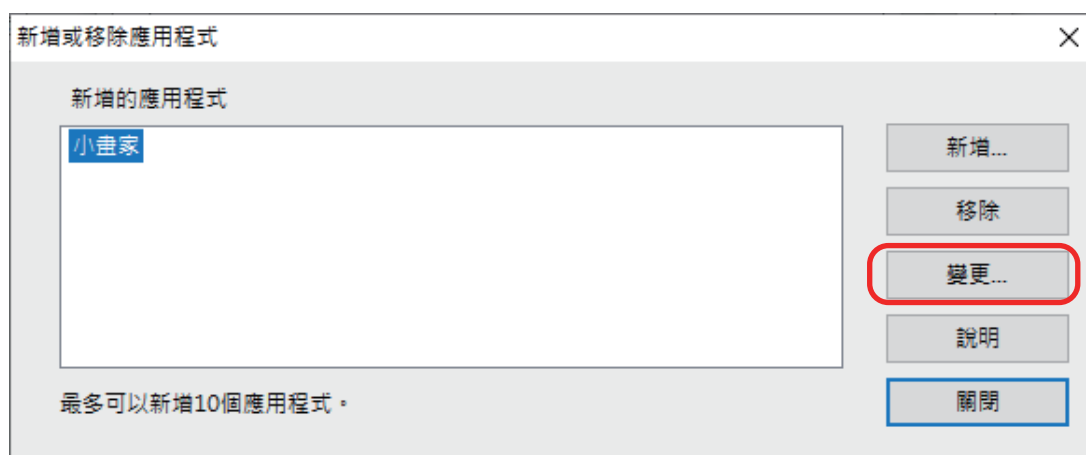 新增或移除應用程式
新增的應用程式
小畫家
新增...
移除
變更...
說明
關閉
最多可以新增10個應用程式。